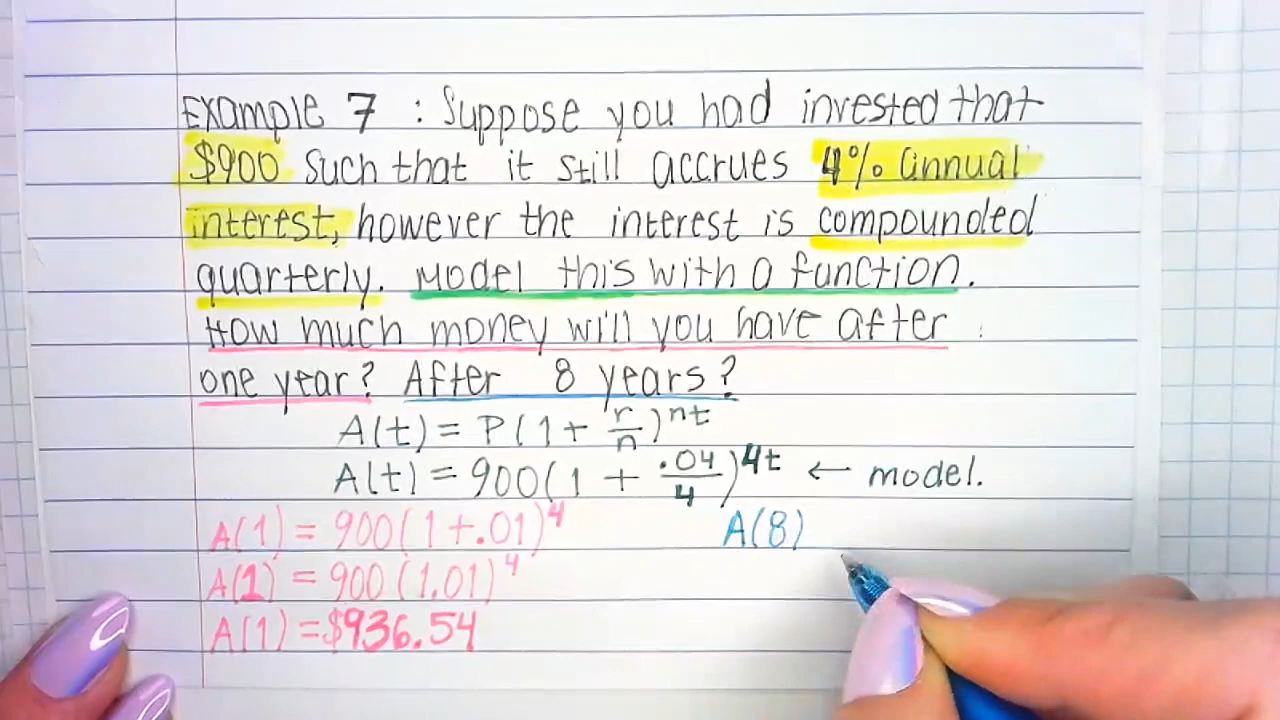 Example 7 : Suppose you had invested that
$900 such that it still accrues 4% annual
interest, however the interest is compounded
quarterly. Model this with a function.
How much money will you have after
one year? After 8 years?
A(t) = P(1 + r/n)^nt
A(t) = 900(1 + .04/4)^4t ← model.
A(1) = 900(1+.01)^4 A(8)
A(1) = 900(1.01)^4
A(1) =$936.54